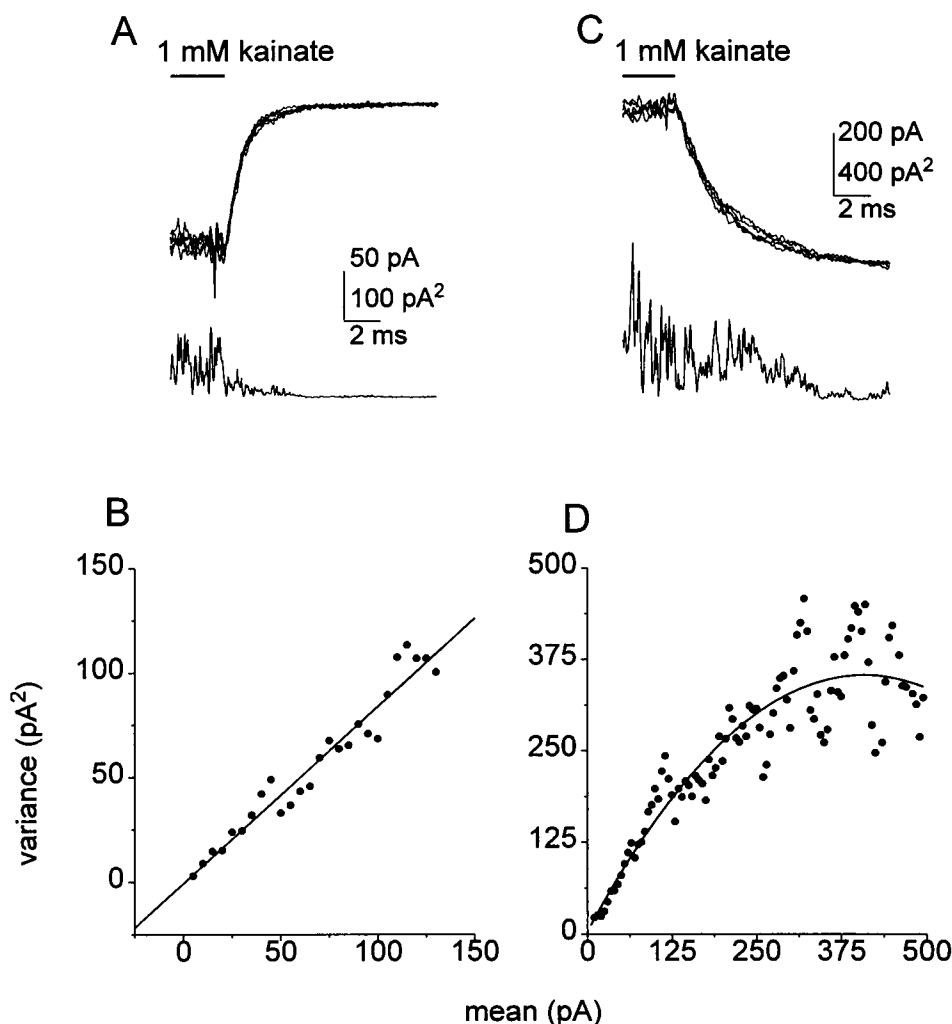 A
1 mM kainate
50 pA
100 pA²
2 ms
C
1 mM kainate
200 pA
400 pA²
2 ms
B
150
100
50
0
0
50
100
150
variance (pA²)
D
500
375
250
125
0
0
125
250
375
500
mean (pA)